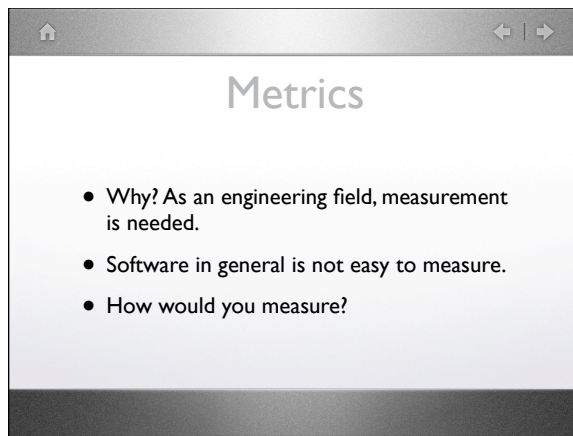 Metrics
• Why? As an engineering field, measurement
is needed.
• Software in general is not easy to measure.
• How would you measure?